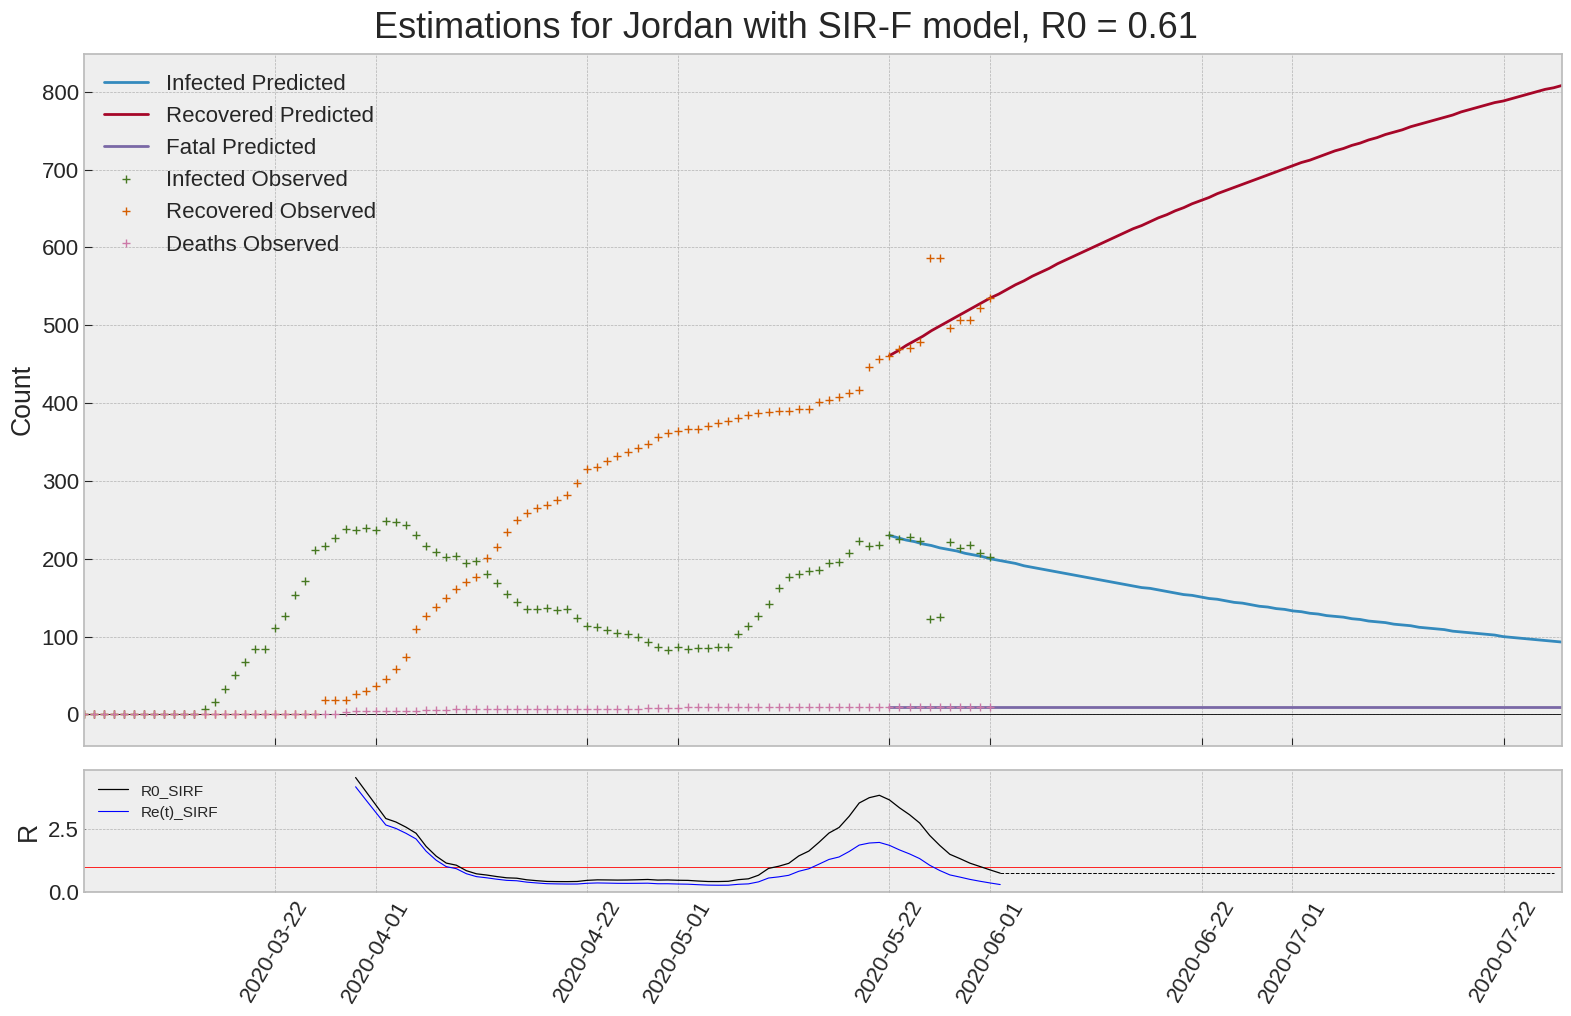 Estimations for Jordan with SIR-F model, R0 = 0.61
Infected Predicted
Recovered Predicted
Fatal Predicted
Infected Observed
Recovered Observed
Deaths Observed
800
700
600
500
400
300
200
100
0
Count
R0_SIRF
Re(t)_SIRF
2.5
0.0
R
2020-03-22
2020-04-01
2020-04-22
2020-05-01
2020-05-22
2020-06-01
2020-06-22
2020-07-01
2020-07-22